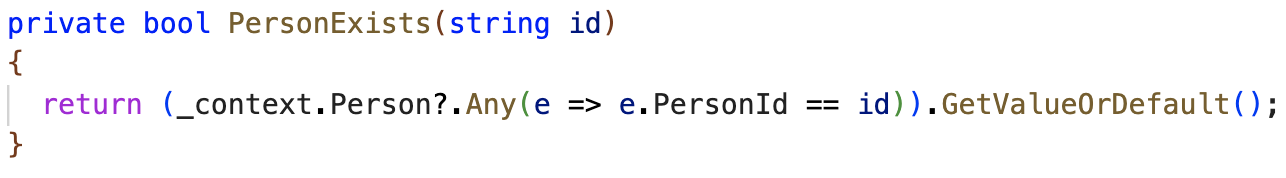 private bool PersonExists(string id)
{
  return (_context.Person?.Any(e => e.PersonId == id)).GetValueOrDefault();
}